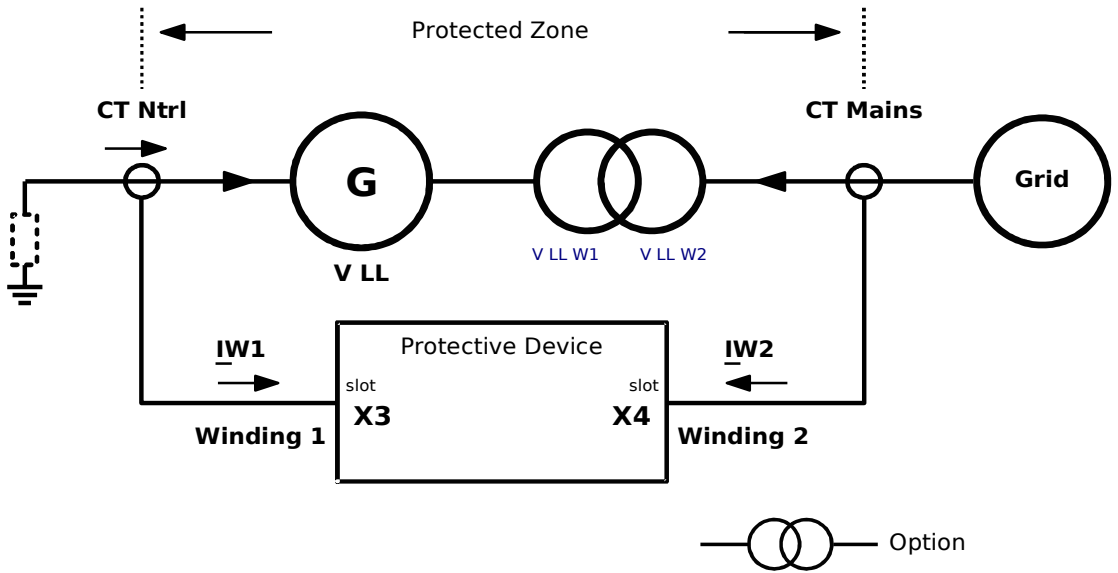 Protected Zone
CT Ntrl
CT Mains
G
Grid
V LL W1
V LL W2
V LL
Protective Device
IW1
IW2
slot
slot
X3
X4
Winding 1
Winding 2
Option